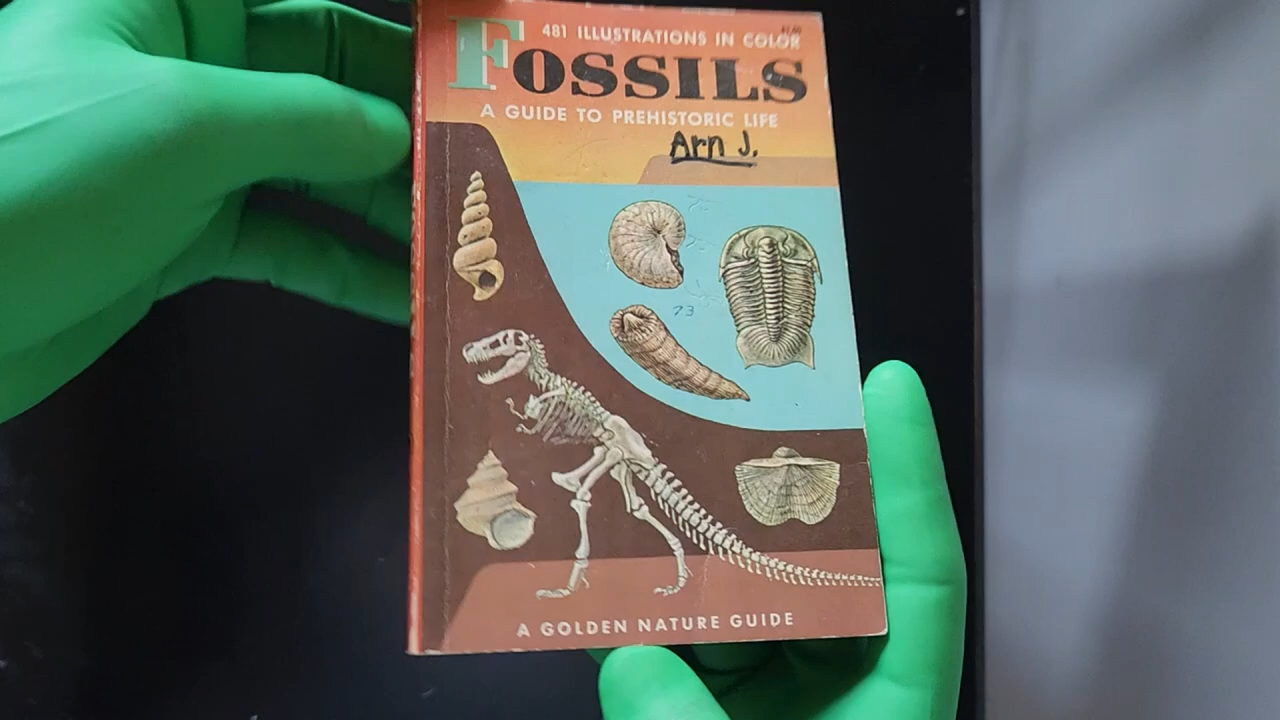 481 ILLUSTRATIONS IN COLOR
FOSSILS
A GUIDE TO PREHISTORIC LIFE
Arn J.
73
A GOLDEN NATURE GUIDE